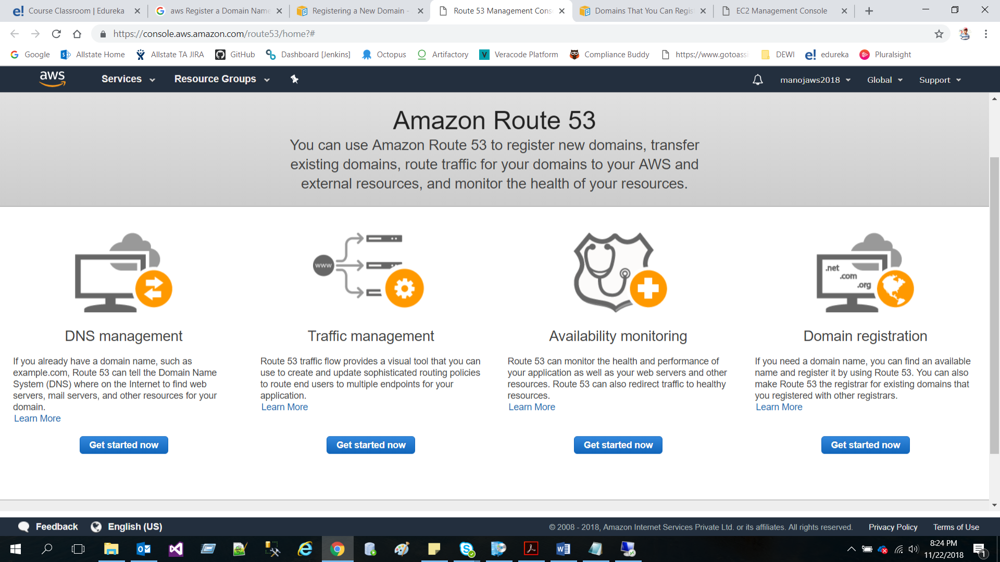 Course Classroom | Edureka
aws Register a Domain Name
Registering a New Domain -
Route 53 Management Cons
Domains That You Can Regis
EC2 Management Console
https://console.aws.amazon.com/route53/home?#
Google
Allstate Home
Allstate TA JIRA
GitHub
Dashboard [Jenkins]
Octopus
Artifactory
Veracode Platform
Compliance Buddy
https://www.gotoassi
DEWI
edureka
Pluralsight
aws
Services
Resource Groups
manojaws2018
Global
Support
Amazon Route 53
You can use Amazon Route 53 to register new domains, transfer
existing domains, route traffic for your domains to your AWS and
external resources, and monitor the health of your resources.
www
.net
.com
.org
DNS management
If you already have a domain name, such as
example.com, Route 53 can tell the Domain Name
System (DNS) where on the Internet to find web
servers, mail servers, and other resources for your
domain.
Learn More
Get started now
Traffic management
Route 53 traffic flow provides a visual tool that you can
use to create and update sophisticated routing policies
to route end users to multiple endpoints for your
application.
Learn More
Get started now
Availability monitoring
Route 53 can monitor the health and performance of
your application as well as your web servers and other
resources. Route 53 can also redirect traffic to healthy
resources.
Learn More
Get started now
Domain registration
If you need a domain name, you can find an available
name and register it by using Route 53. You can also
make Route 53 the registrar for existing domains that
you registered with other registrars.
Learn More
Get started now
Feedback
English (US)
© 2008 - 2018, Amazon Internet Services Private Ltd. or its affiliates. All rights reserved.
Privacy Policy
Terms of Use
8:24 PM
11/22/2018
1